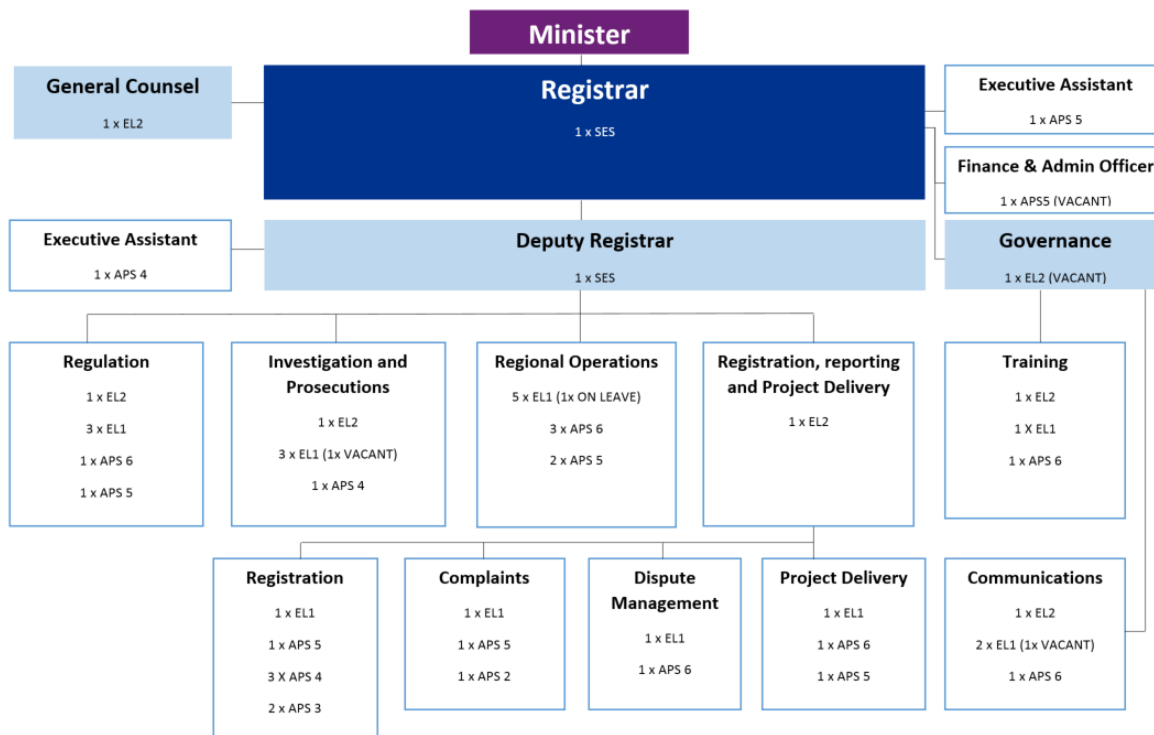 Minister
General Counsel
1 x EL2
Registrar
1 x SES
Executive Assistant
1 x APS 5
Finance & Admin Officer
1 x APS5 (VACANT)
Executive Assistant
1 x APS 4
Deputy Registrar
1 x SES
Governance
1 x EL2 (VACANT)
Regulation
1 x EL2
3 x EL1
1 x APS 6
1 x APS 5
Investigation and
Prosecutions
1 x EL2
3 x EL1 (1x VACANT)
1 x APS 4
Regional Operations
5 x EL1 (1x ON LEAVE)
3 x APS 6
2 x APS 5
Registration, reporting
and Project Delivery
1 x EL2
Training
1 x EL2
1 X EL1
1 x APS 6
Registration
1 x EL1
1 x APS 5
3 X APS 4
2 x APS 3
Complaints
1 x EL1
1 x APS 5
1 x APS 2
Dispute
Management
1 x EL1
1 x APS 6
Project Delivery
1 x EL1
1 x APS 6
1 x APS 5
Communications
1 x EL2
2 x EL1 (1x VACANT)
1 x APS 6